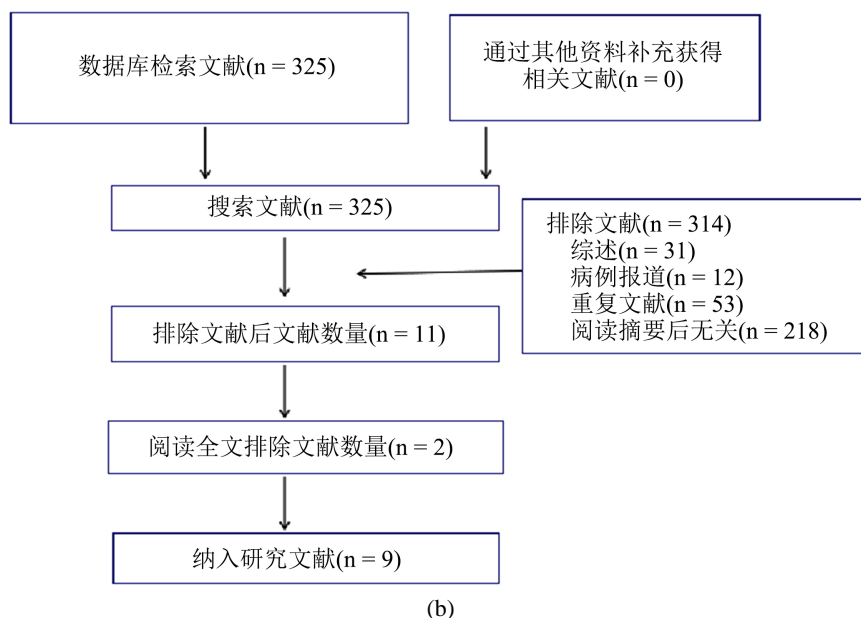 数据库检索文献(n = 325)
通过其他资料补充获得
相关文献(n = 0)
搜索文献(n = 325)
排除文献(n = 314)
综述(n = 31)
病例报道(n = 12)
重复文献(n = 53)
阅读摘要后无关(n = 218)
排除文献后文献数量(n = 11)
阅读全文排除文献数量(n = 2)
纳入研究文献(n = 9)
(b)